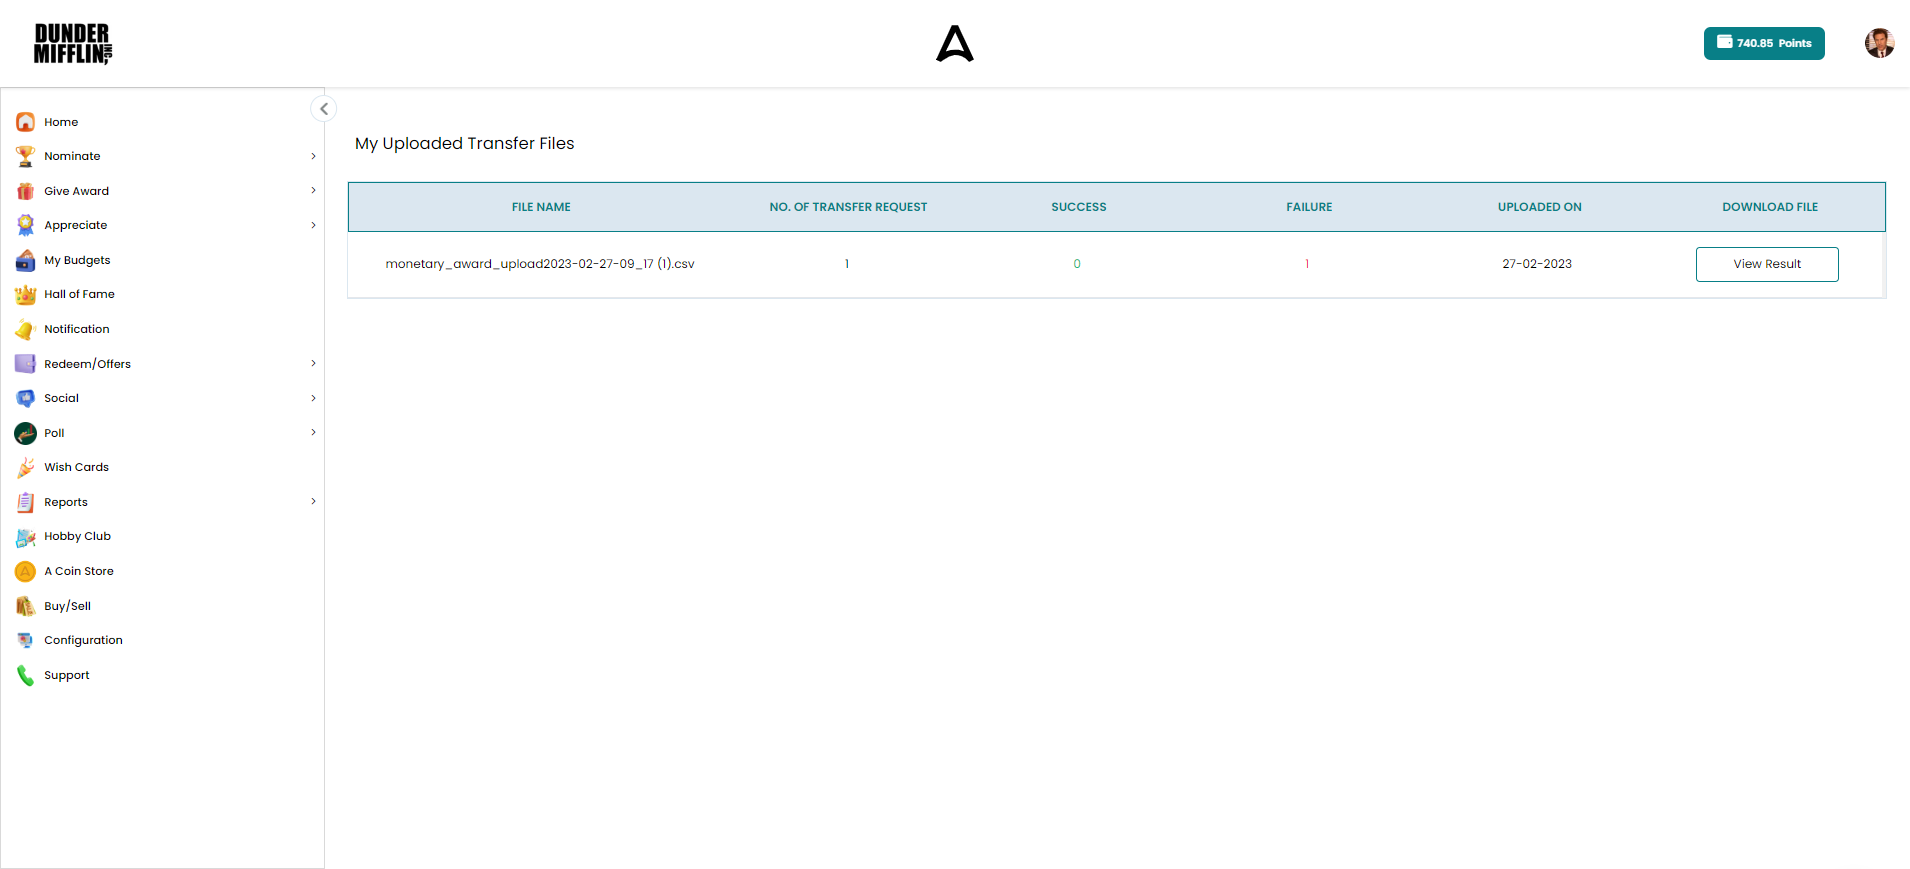 DUNDER
MIFFLIN, INC
740.85 Points
Home
Nominate
Give Award
Appreciate
My Budgets
Hall of Fame
Notification
Redeem/Offers
Social
Poll
Wish Cards
Reports
Hobby Club
A Coin Store
Buy/Sell
Configuration
Support
My Uploaded Transfer Files
FILE NAME NO. OF TRANSFER REQUEST SUCCESS FAILURE UPLOADED ON DOWNLOAD FILE
monetary_award_upload2023-02-27-09_17 (1).csv 1 0 1 27-02-2023 View Result